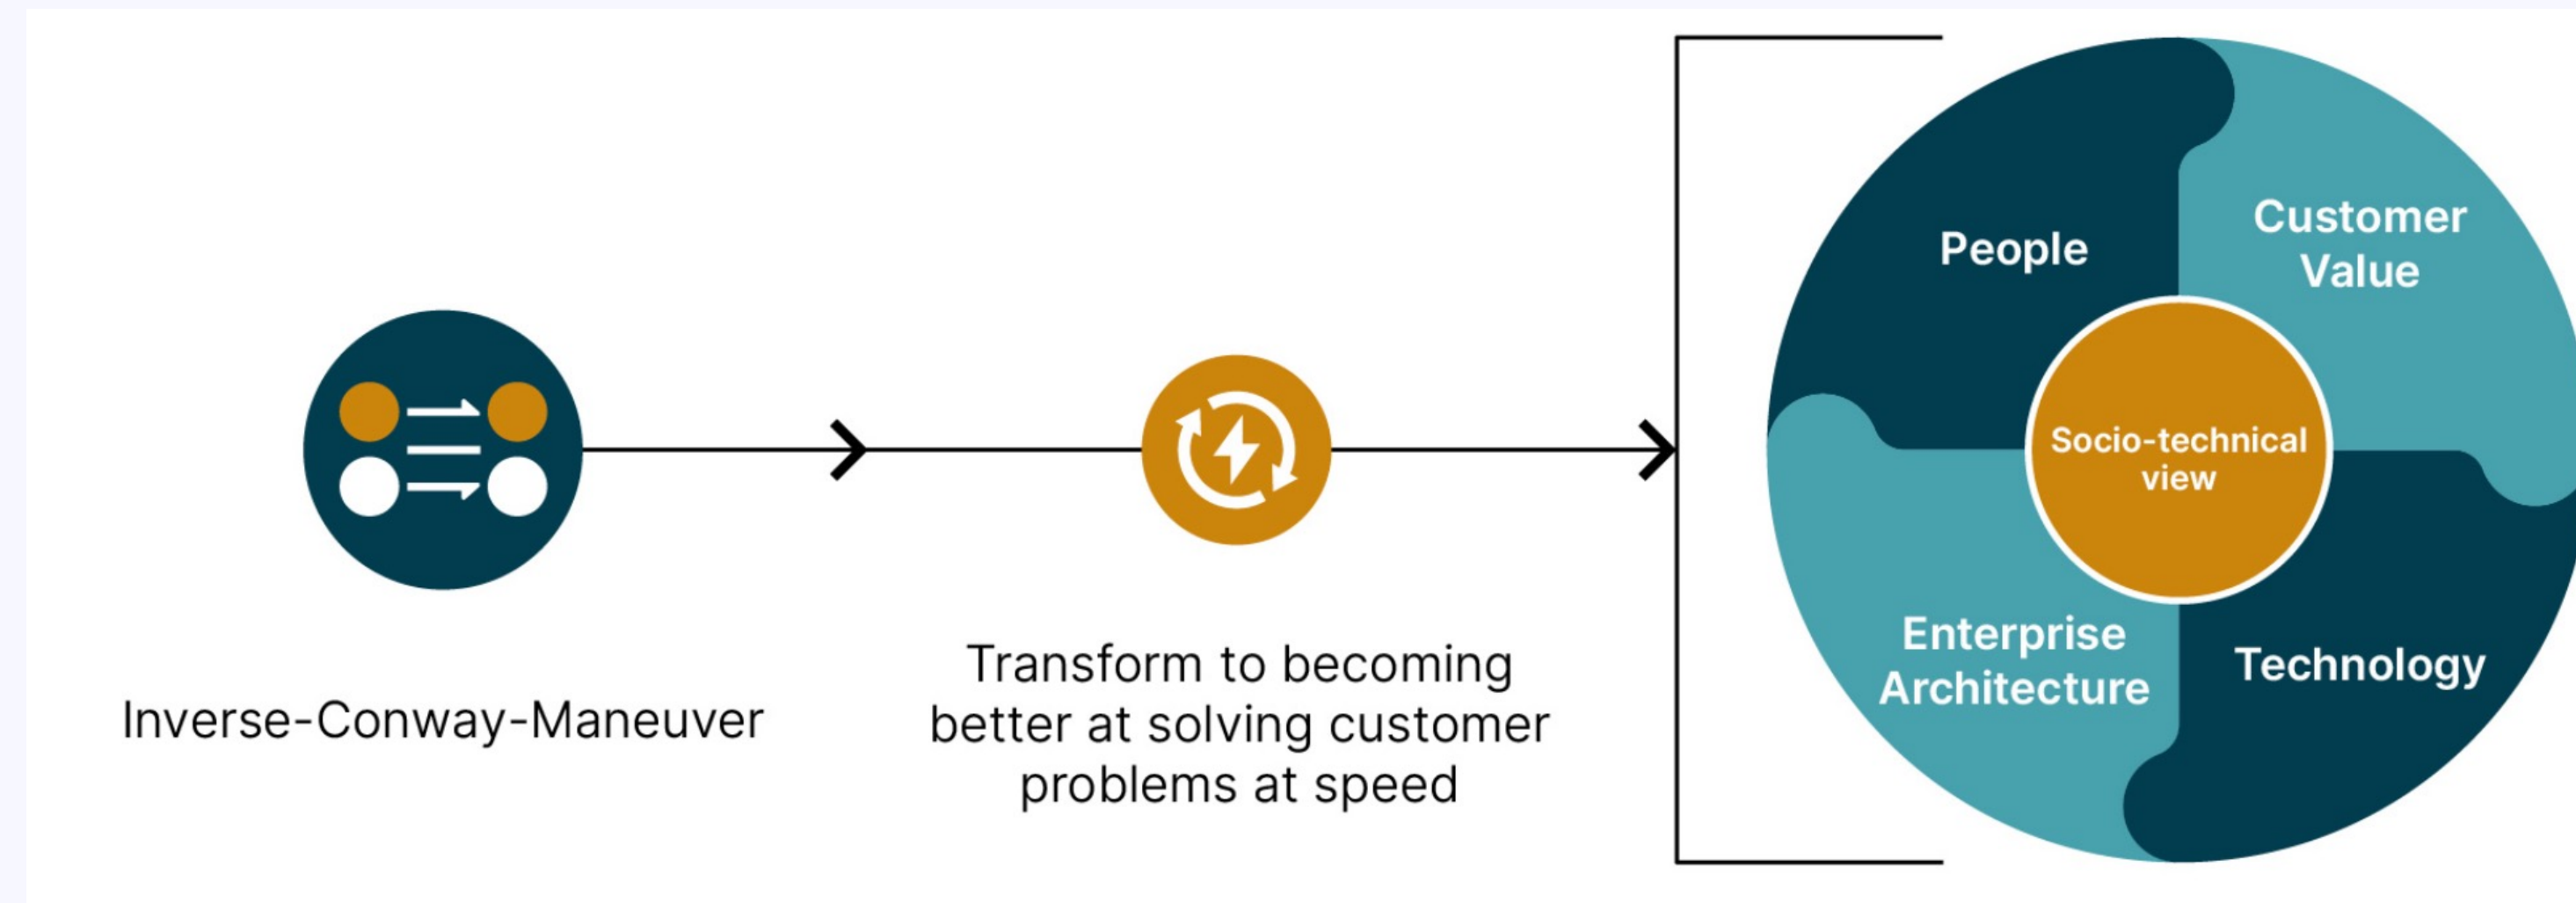 Inverse-Conway-Maneuver
Transform to becoming
better at solving customer
problems at speed
People
Customer
Value
Socio-technical
view
Enterprise
Architecture
Technology